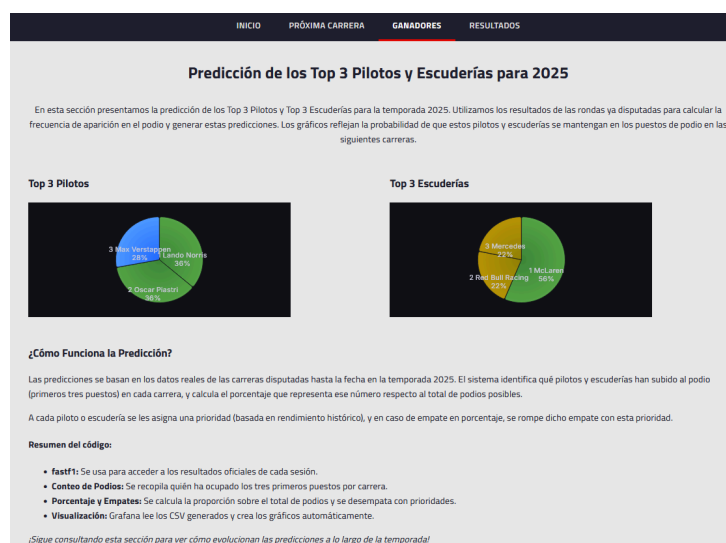 INICIO PRÓXIMA CARRERA GANADORES RESULTADOS
Predicción de los Top 3 Pilotos y Escuderías para 2025
En esta sección presentamos la predicción de los Top 3 Pilotos y Top 3 Escuderías para la temporada 2025. Utilizamos los resultados de las rondas ya disputadas para calcular la
frecuencia de aparición en el podio y generar estas predicciones. Los gráficos reflejan la probabilidad de que estos pilotos y escuderías se mantengan en los puestos de podio en las
siguientes carreras.
Top 3 Pilotos
3 Max Verstappen
28%
Lando Norris
36%
2 Oscar Piastri
36%
Top 3 Escuderías
3 Mercedes
22%
1 McLaren
56%
2 Red Bull Racing
22%
¿Cómo Funciona la Predicción?
Las predicciones se basan en los datos reales de las carreras disputadas hasta la fecha en la temporada 2025. El sistema identifica qué pilotos y escuderías han subido al podio
(primeros tres puestos) en cada carrera, y calcula el porcentaje que representa ese número respecto al total de podios posibles.
A cada piloto o escudería se les asigna una prioridad (basada en rendimiento histórico), y en caso de empate en porcentaje, se rompe dicho empate con esta prioridad.
Resumen del código:
• fastf1: Se usa para acceder a los resultados oficiales de cada sesión.
• Conteo de Podios: Se recopila quién ha ocupado los tres primeros puestos por carrera.
• Porcentaje y Empates: Se calcula la proporción sobre el total de podios y se desempata con prioridades.
• Visualización: Grafana lee los CSV generados y crea los gráficos automáticamente.
¡Sigue consultando esta sección para ver cómo evolucionan las predicciones a lo largo de la temporada!